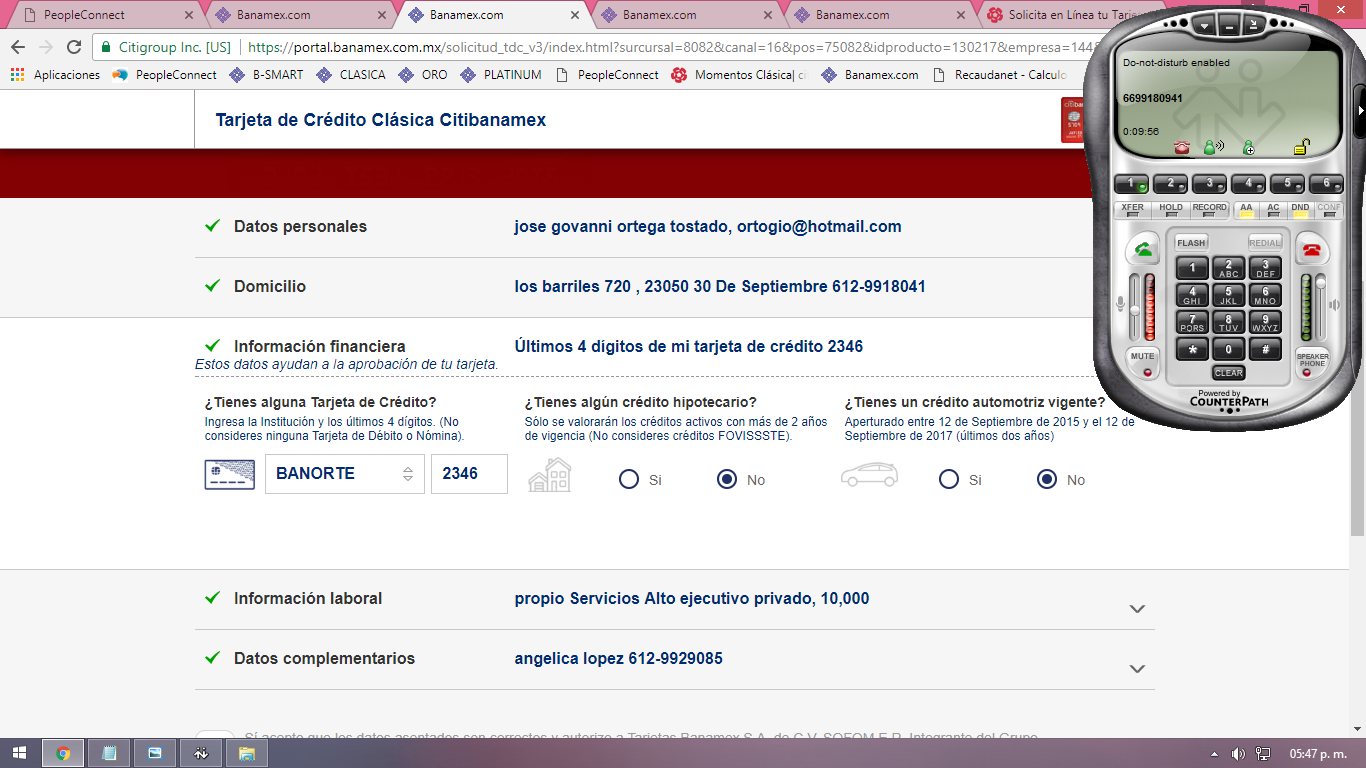 PeopleConnect
Banamex.com
Banamex.com
Banamex.com
Banamex.com
Solicita en Línea tu Tarje
Citigroup Inc. [US]
https://portal.banamex.com.mx/solicitud_tdc_v3/index.html?surcursal=8082&canal=16&pos=75082&idproducto=130217&empresa=1448
Aplicaciones
PeopleConnect
B-SMART
CLASICA
ORO
PLATINUM
PeopleConnect
Momentos Clásica| ci
Banamex.com
Recaudanet - Calculo
Tarjeta de Crédito Clásica Citibanamex
Datos personales
jose govanni ortega tostado, ortogio@hotmail.com
Domicilio
los barriles 720 , 23050 30 De Septiembre 612-9918041
Información financiera
Últimos 4 dígitos de mi tarjeta de crédito 2346
Estos datos ayudan a la aprobación de tu tarjeta.
¿Tienes alguna Tarjeta de Crédito?
Ingresa la Institución y los últimos 4 dígitos. (No
consideres ninguna Tarjeta de Débito o Nómina).
BANORTE
2346
¿Tienes algún crédito hipotecario?
Sólo se valorarán los créditos activos con más de 2 años
de vigencia (No consideres créditos FOVISSSTE).
Si
No
¿Tienes un crédito automotriz vigente?
Aperturado entre 12 de Septiembre de 2015 y el 12 de
Septiembre de 2017 (últimos dos años)
Si
No
Información laboral
propio Servicios Alto ejecutivo privado, 10,000
Datos complementarios
angelica lopez 612-9929085
Si acepto que los datos asentados son correctos y autorizo a Tarjetas Banamex S.A. de C.V. SOFOM E.R. Integrante del Grupo
Do-not-disturb enabled
6699180941
0:09:56
1 2 3 4 5 6
XFER HOLD RECORD AA AC DND CONF
FLASH REDIAL
1 2 ABC 3 DEF
4 GHI 5 JKL 6 MNO
7 PQRS 8 TUV 9 WXYZ
* 0 #
MUTE
SPEAKER
PHONE
CLEAR
Powered by
COUNTERPATH
05:47 p. m.